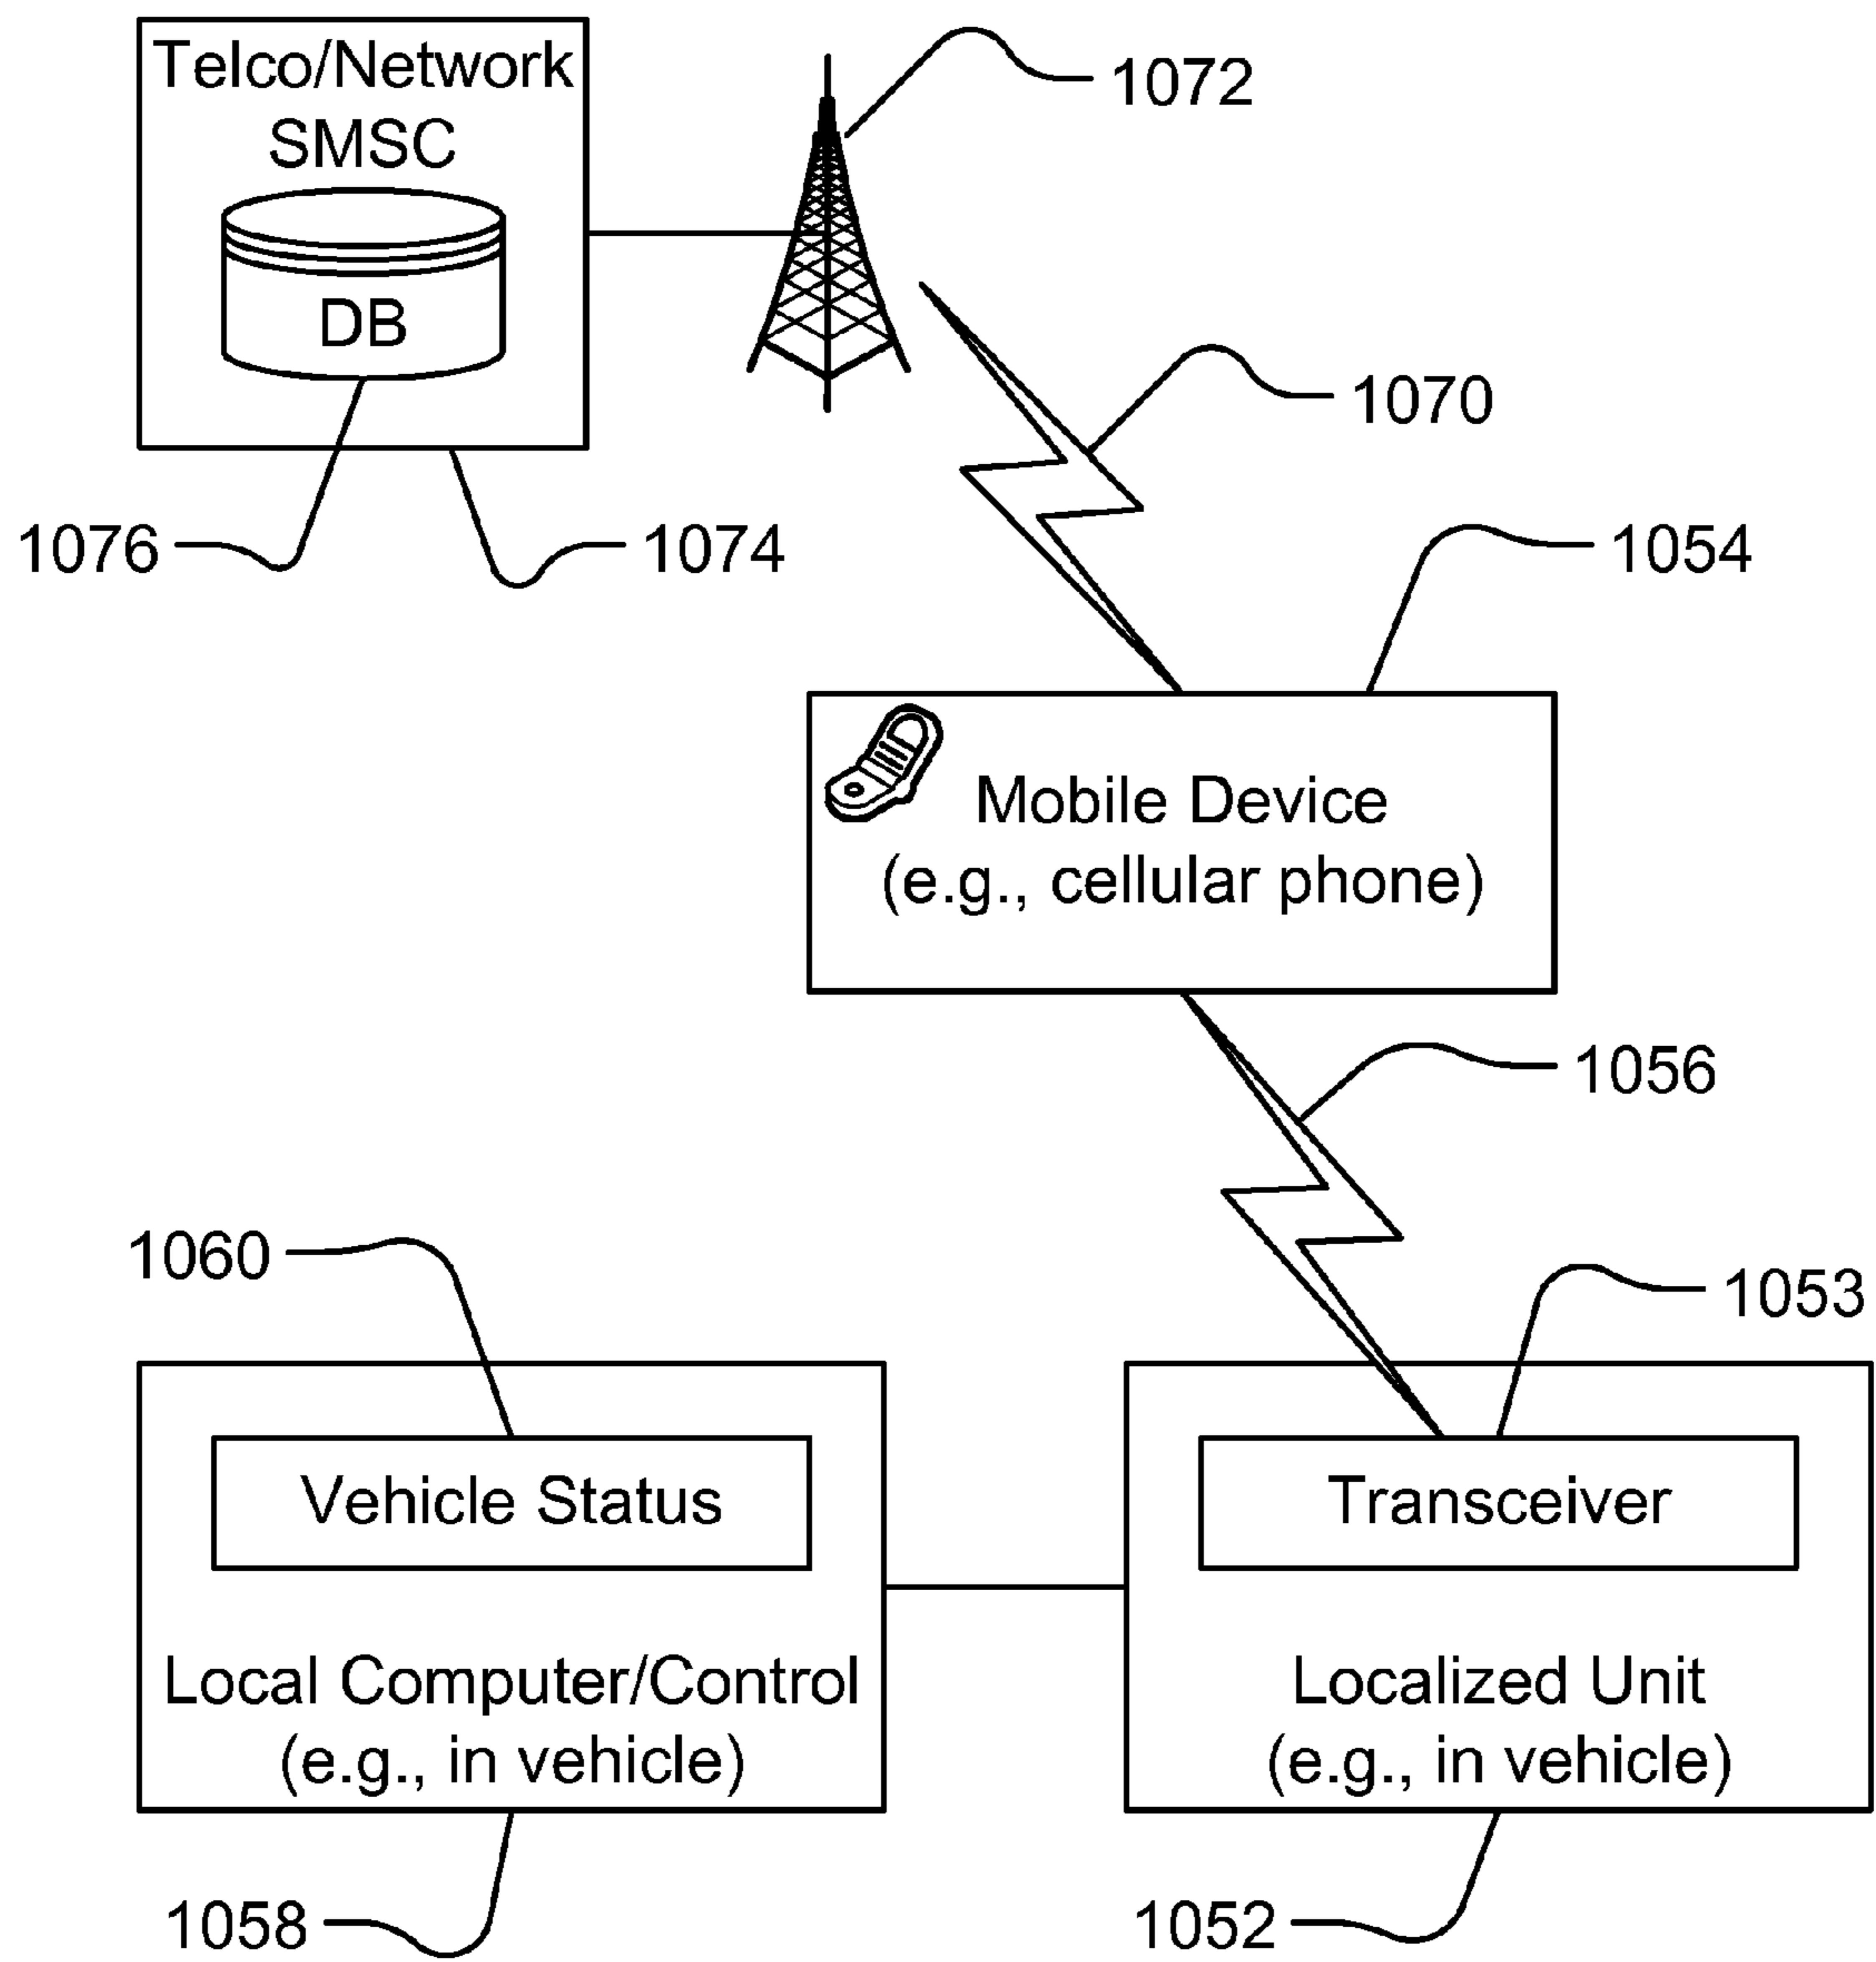 Telco/Network
SMSC
DB
1072
1070
1076
1074
1054
Mobile Device
(e.g., cellular phone)
1056
1060
1053
Vehicle Status
Transceiver
Local Computer/Control
(e.g., in vehicle)
Localized Unit
(e.g., in vehicle)
1058
1052